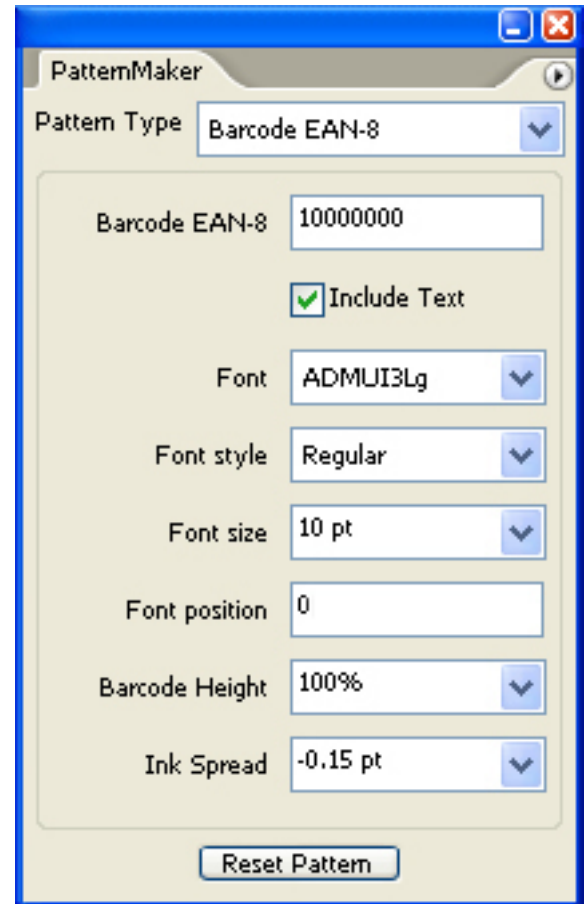 PatternMaker
Pattern Type Barcode EAN-8
Barcode EAN-8 10000000
Include Text
Font ADMUI3Lg
Font style Regular
Font size 10 pt
Font position 0
Barcode Height 100%
Ink Spread -0.15 pt
Reset Pattern